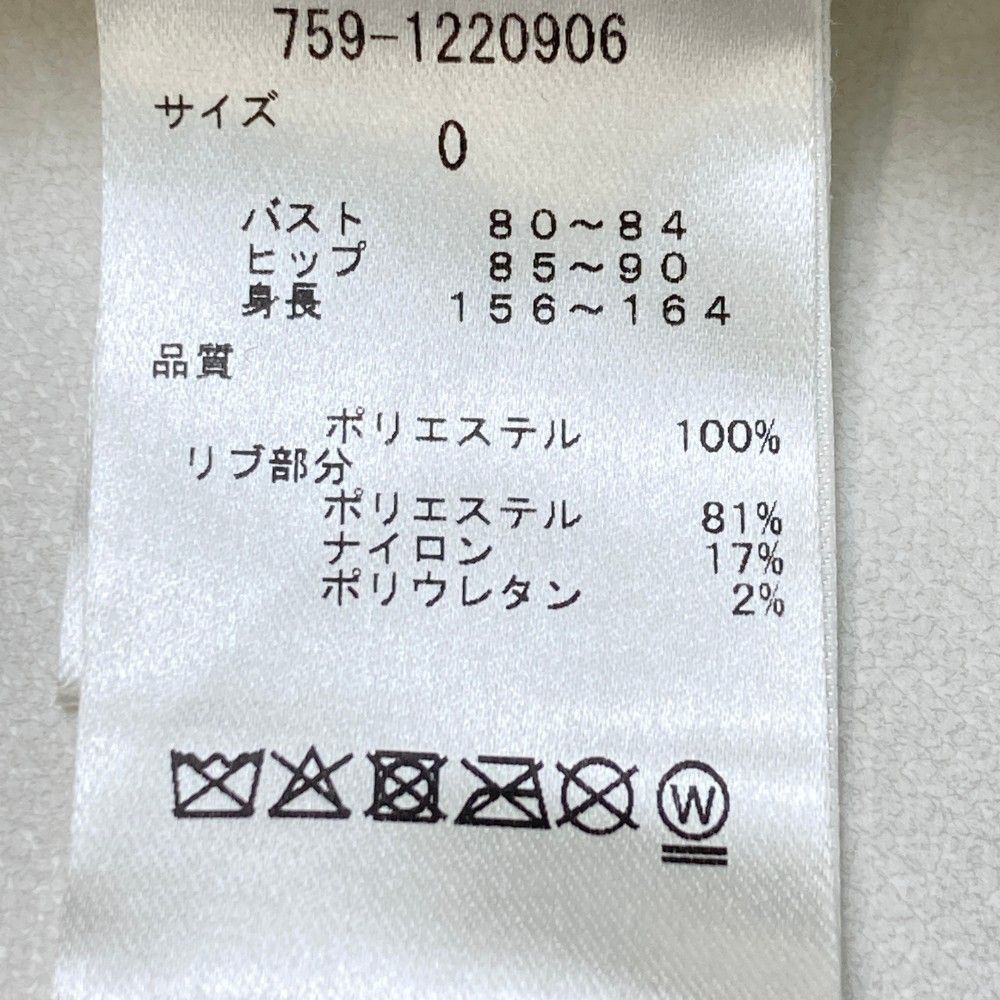 759-1220906
サイズ
0
バスト 80～84
ヒップ 85～90
身長 156～164
品質
ポリエステル 100%
リブ部分
ポリエステル 81%
ナイロン 17%
ポリウレタン 2%
W